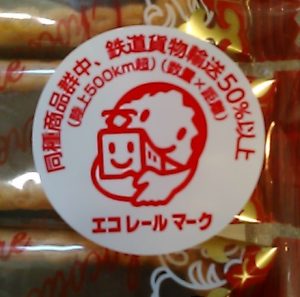 同種商品群中、鉄道貨物輸送50%以上
(陸上500km超)(数量×距離)
エコレールマーク